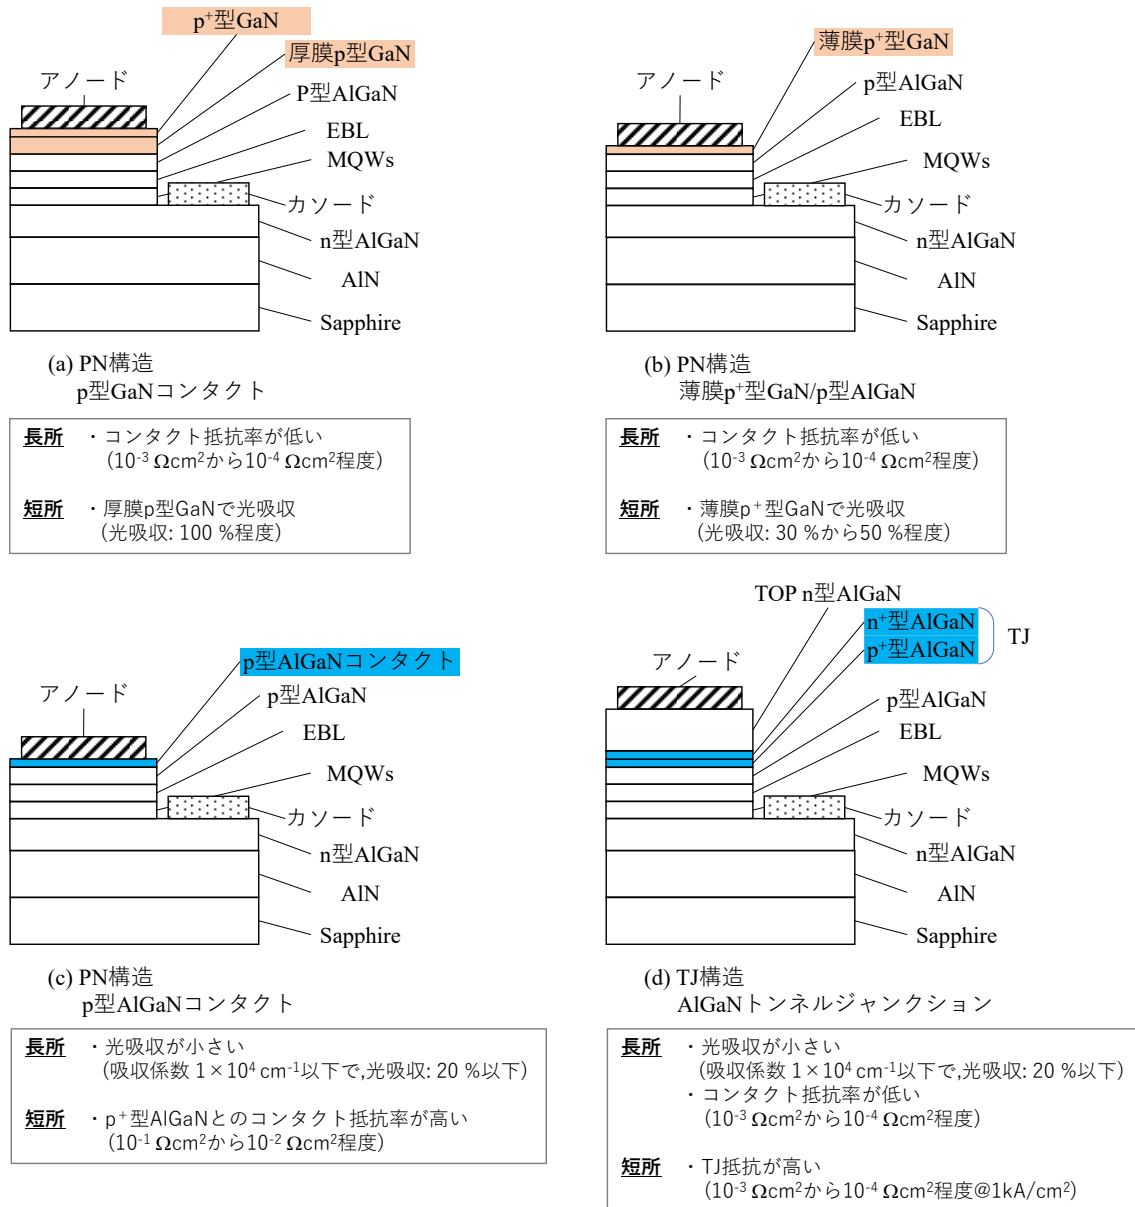 p⁺型GaN
厚膜p型GaN
アノード
P型AlGaN
EBL
MQWs
カソード
n型AlGaN
AlN
Sapphire
(a) PN構造
p型GaNコンタクト
長所 ・コンタクト抵抗率が低い
(10⁻³ Ωcm²から10⁻⁴ Ωcm²程度)
短所 ・厚膜p型GaNで光吸収
(光吸収: 100 %程度)
薄膜p⁺型GaN
アノード
p型AlGaN
EBL
MQWs
カソード
n型AlGaN
AlN
Sapphire
(b) PN構造
薄膜p⁺型GaN/p型AlGaN
長所 ・コンタクト抵抗率が低い
(10⁻³ Ωcm²から10⁻⁴ Ωcm²程度)
短所 ・薄膜p⁺型GaNで光吸収
(光吸収: 30 %から50 %程度)
p型AlGaNコンタクト
アノード
p型AlGaN
EBL
MQWs
カソード
n型AlGaN
AlN
Sapphire
(c) PN構造
p型AlGaNコンタクト
長所 ・光吸収が小さい
(吸収係数 1×10⁴ cm⁻¹以下で,光吸収: 20 %以下)
短所 ・p⁺型AlGaNとのコンタクト抵抗率が高い
(10⁻¹ Ωcm²から10⁻² Ωcm²程度)
TOP n型AlGaN
n⁺型AlGaN
p⁺型AlGaN
TJ
アノード
p型AlGaN
EBL
MQWs
カソード
n型AlGaN
AlN
Sapphire
(d) TJ構造
AlGaNトンネルジャンクション
長所 ・光吸収が小さい
(吸収係数 1×10⁴ cm⁻¹以下で,光吸収: 20 %以下)
・コンタクト抵抗率が低い
(10⁻³ Ωcm²から10⁻⁴ Ωcm²程度)
短所 ・TJ抵抗が高い
(10⁻³ Ωcm²から10⁻⁴ Ωcm²程度@1kA/cm²)